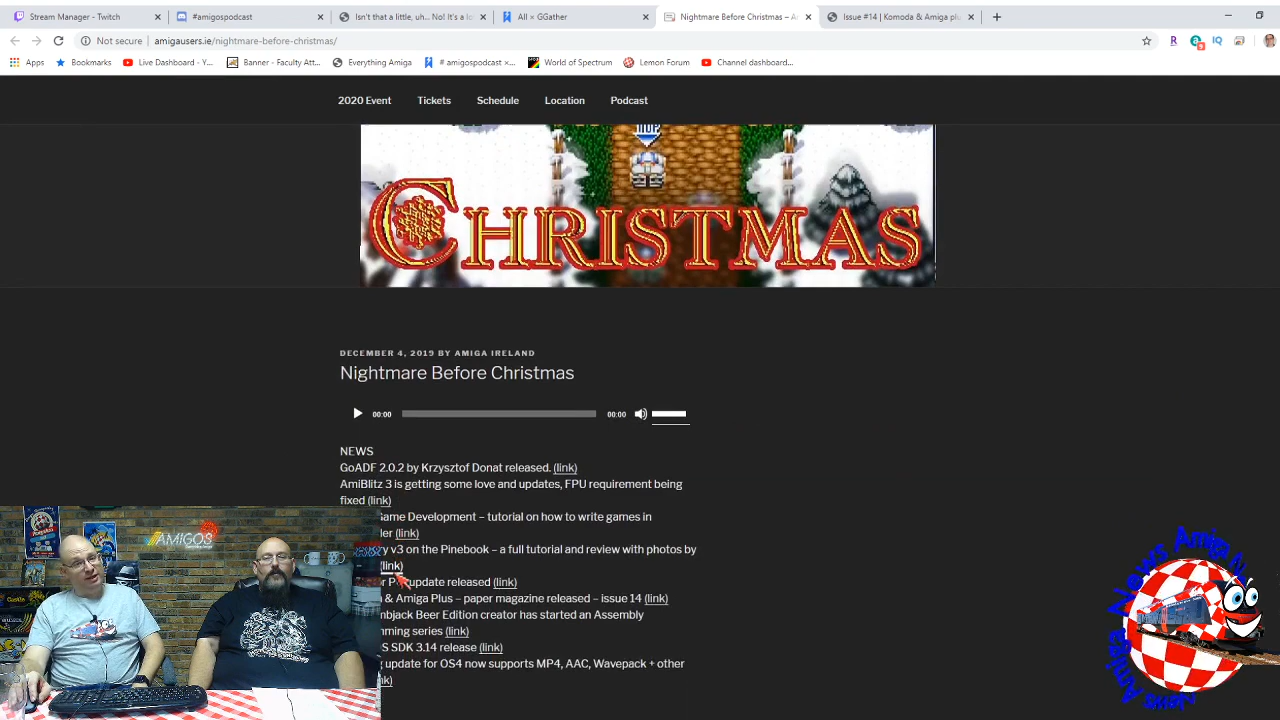 Stream Manager - Twitch
#amigospodcast
Isn't that a little, uh... No! It's a lo
All × GGather
Nightmare Before Christmas – A
Issue #14 | Komoda & Amiga plu
Not secure
amigausers.ie/nightmare-before-christmas/
Apps
Bookmarks
Live Dashboard - Y...
Banner - Faculty Att...
Everything Amiga
# amigospodcast ×...
World of Spectrum
Lemon Forum
Channel dashboard...
2020 Event
Tickets
Schedule
Location
Podcast
CHRISTMAS
DECEMBER 4, 2019 BY AMIGA IRELAND
Nightmare Before Christmas
00:00
00:00
NEWS
GoADF 2.0.2 by Krzysztof Donat released. (link)
AmiBlitz 3 is getting some love and updates, FPU requirement being
fixed (link)
ame Development – tutorial on how to write games in
ler (link)
ry v3 on the Pinebook – a full tutorial and review with photos by
(link)
update released (link)
& Amiga Plus – paper magazine released – issue 14 (link)
mbjack Beer Edition creator has started an Assembly
mming series (link)
S SDK 3.14 release (link)
update for OS4 now supports MP4, AAC, Wavepack + other
nk)
AMIGOS
Amiga News Amiga News